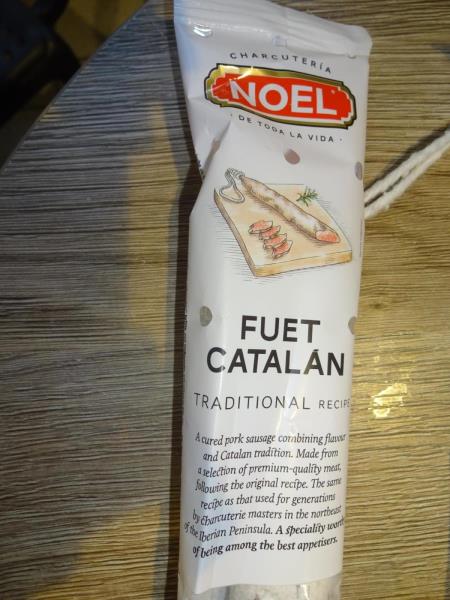 CHARCUTERÍA
NOEL
· DE TODA LA VIDA ·
FUET
CATALÁN
TRADITIONAL RECIPE
A cured pork sausage combining flavour
and Catalan tradition. Made from
a selection of premium-quality meat,
following the original recipe. The same
recipe as that used for generations
by charcuterie masters in the northeast
of the Iberian Peninsula. A speciality
of being among the best appetisers.